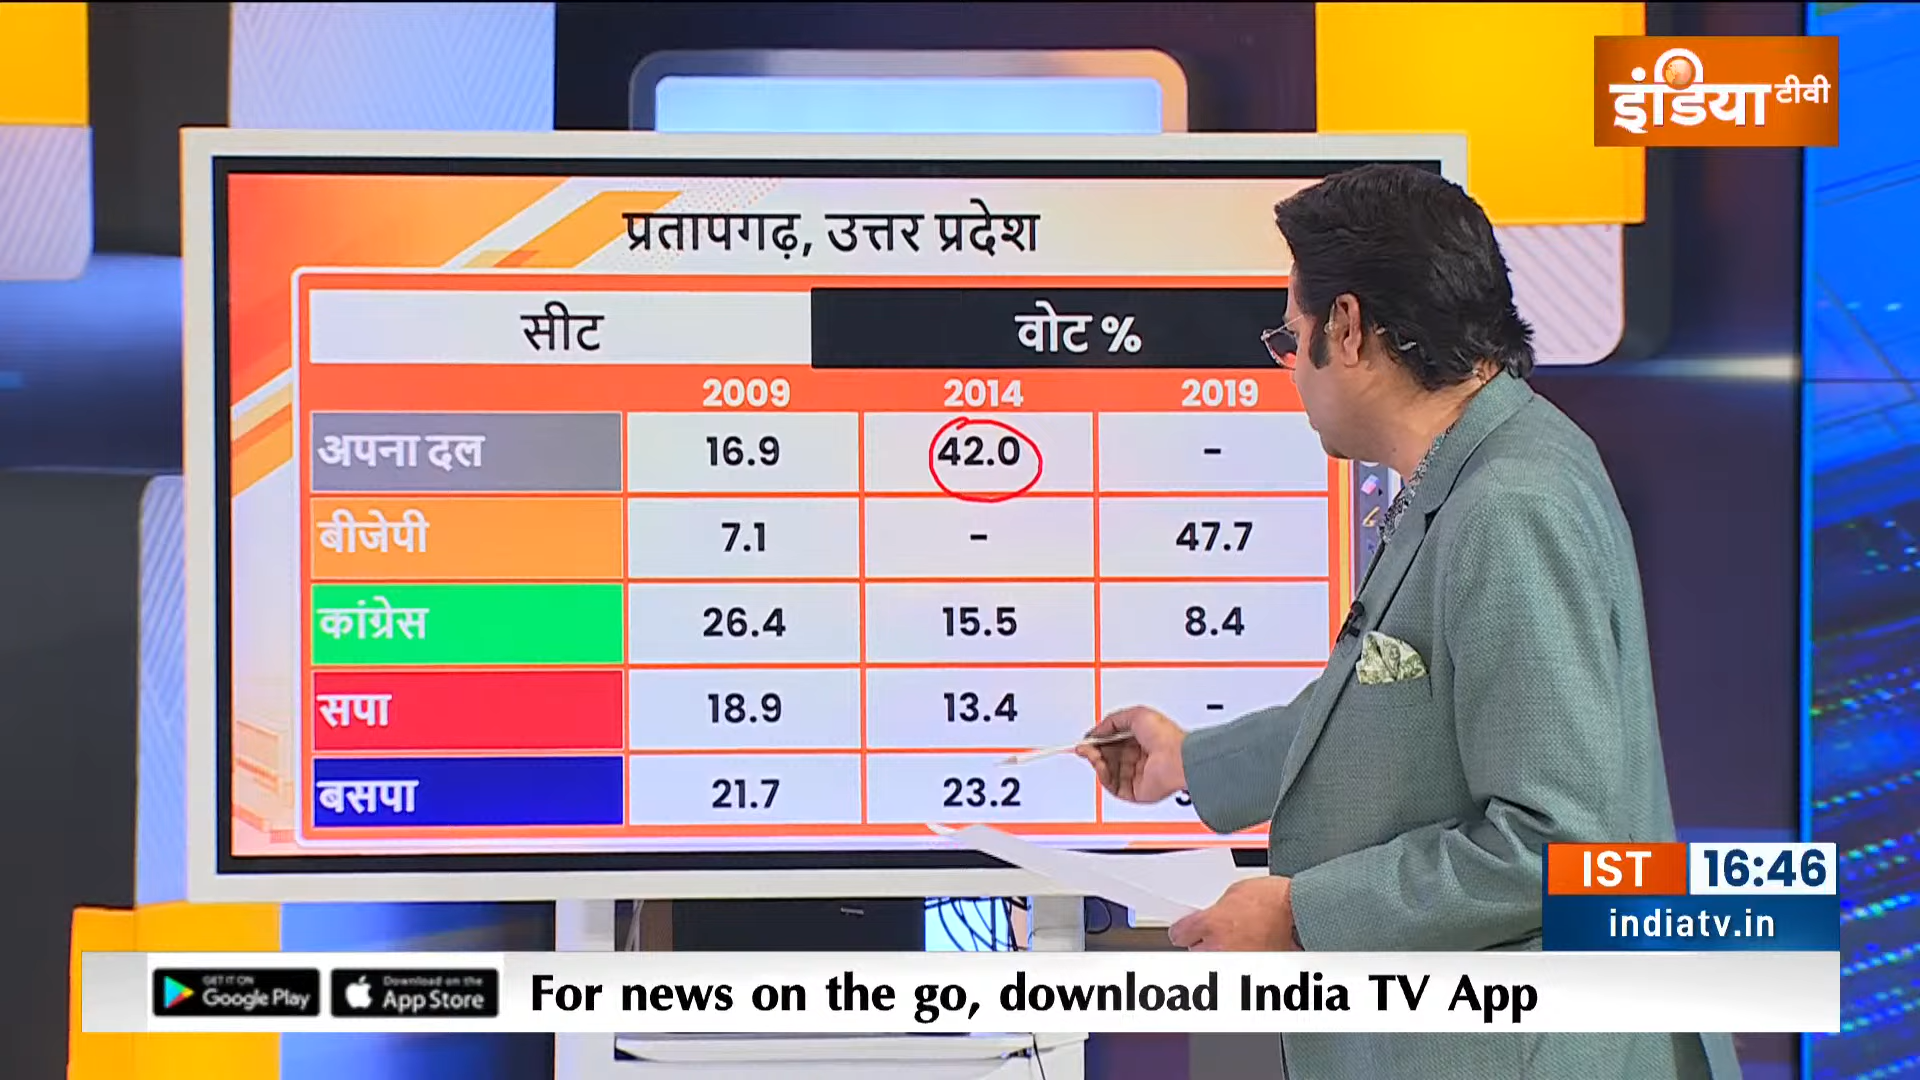 इंडिया टीवी
प्रतापगढ़, उत्तर प्रदेश
सीट
वोट %
2009 2014 2019
अपना दल 16.9 42.0 -
बीजेपी 7.1 - 47.7
कांग्रेस 26.4 15.5 8.4
सपा 18.9 13.4 -
बसपा 21.7 23.2
IST 16:46
indiatv.in
GET IT ON
Google Play
Download on the
App Store
For news on the go, download India TV App